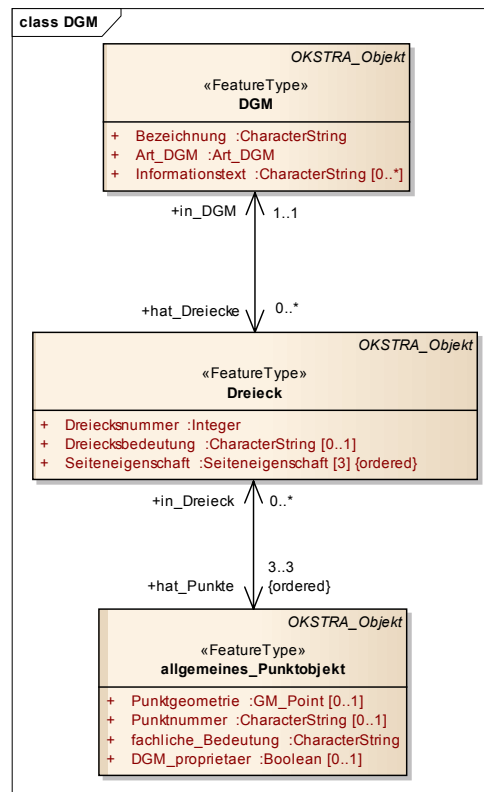 class DGM
OKSTRA_Objekt
«FeatureType»
DGM
+ Bezeichnung :CharacterString
+ Art_DGM :Art_DGM
+ Informationstext :CharacterString [0..*]
+in_DGM 1..1
+hat_Dreiecke 0..*
OKSTRA_Objekt
«FeatureType»
Dreieck
+ Dreiecksnummer :Integer
+ Dreiecksbedeutung :CharacterString [0..1]
+ Seiteneigenschaft :Seiteneigenschaft [3] {ordered}
+in_Dreieck 0..*
3..3
+hat_Punkte {ordered}
OKSTRA_Objekt
«FeatureType»
allgemeines_Punktobjekt
+ Punktgeometrie :GM_Point [0..1]
+ Punktnummer :CharacterString [0..1]
+ fachliche_Bedeutung :CharacterString
+ DGM_proprietaer :Boolean [0..1]